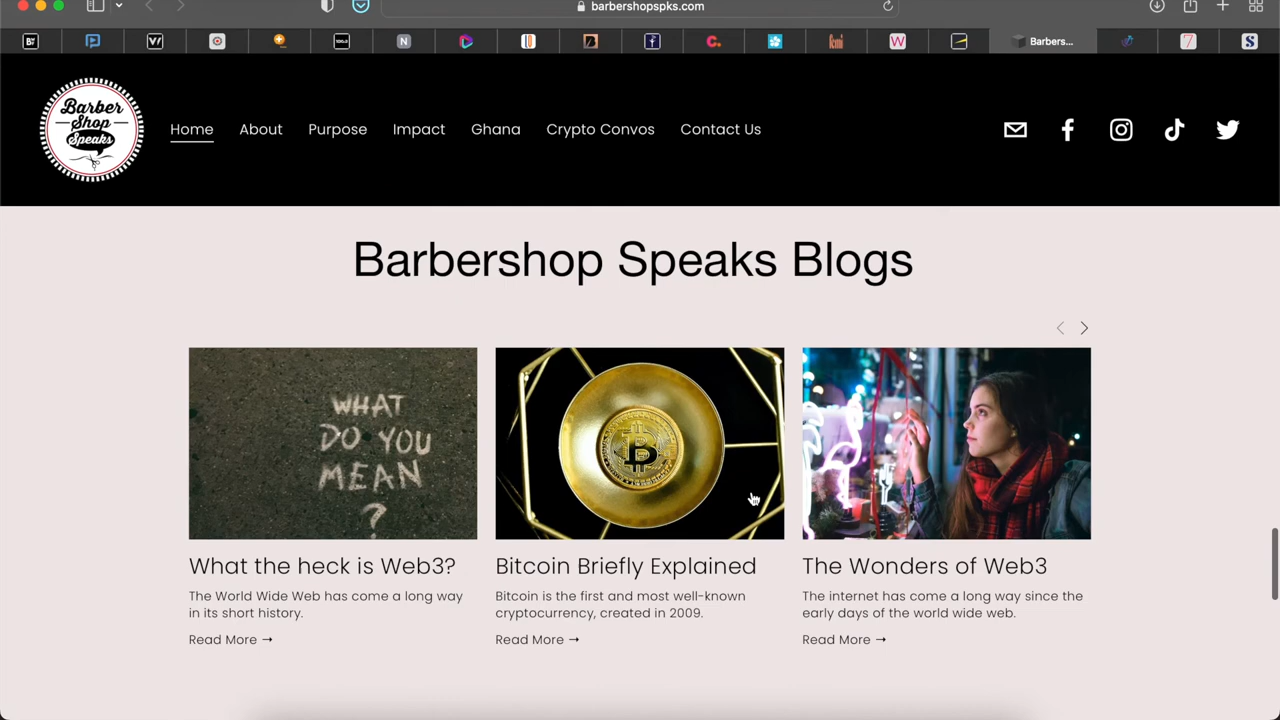 barbershopspks.com
Barbers...
Barber
Shop
Speaks
Home
About
Purpose
Impact
Ghana
Crypto Convos
Contact Us
Barbershop Speaks Blogs
WHAT
DO YOU
MEAN
?
What the heck is Web3?
The World Wide Web has come a long way
in its short history.
Read More →
Bitcoin Briefly Explained
Bitcoin is the first and most well-known
cryptocurrency, created in 2009.
Read More →
The Wonders of Web3
The internet has come a long way since the
early days of the world wide web.
Read More →